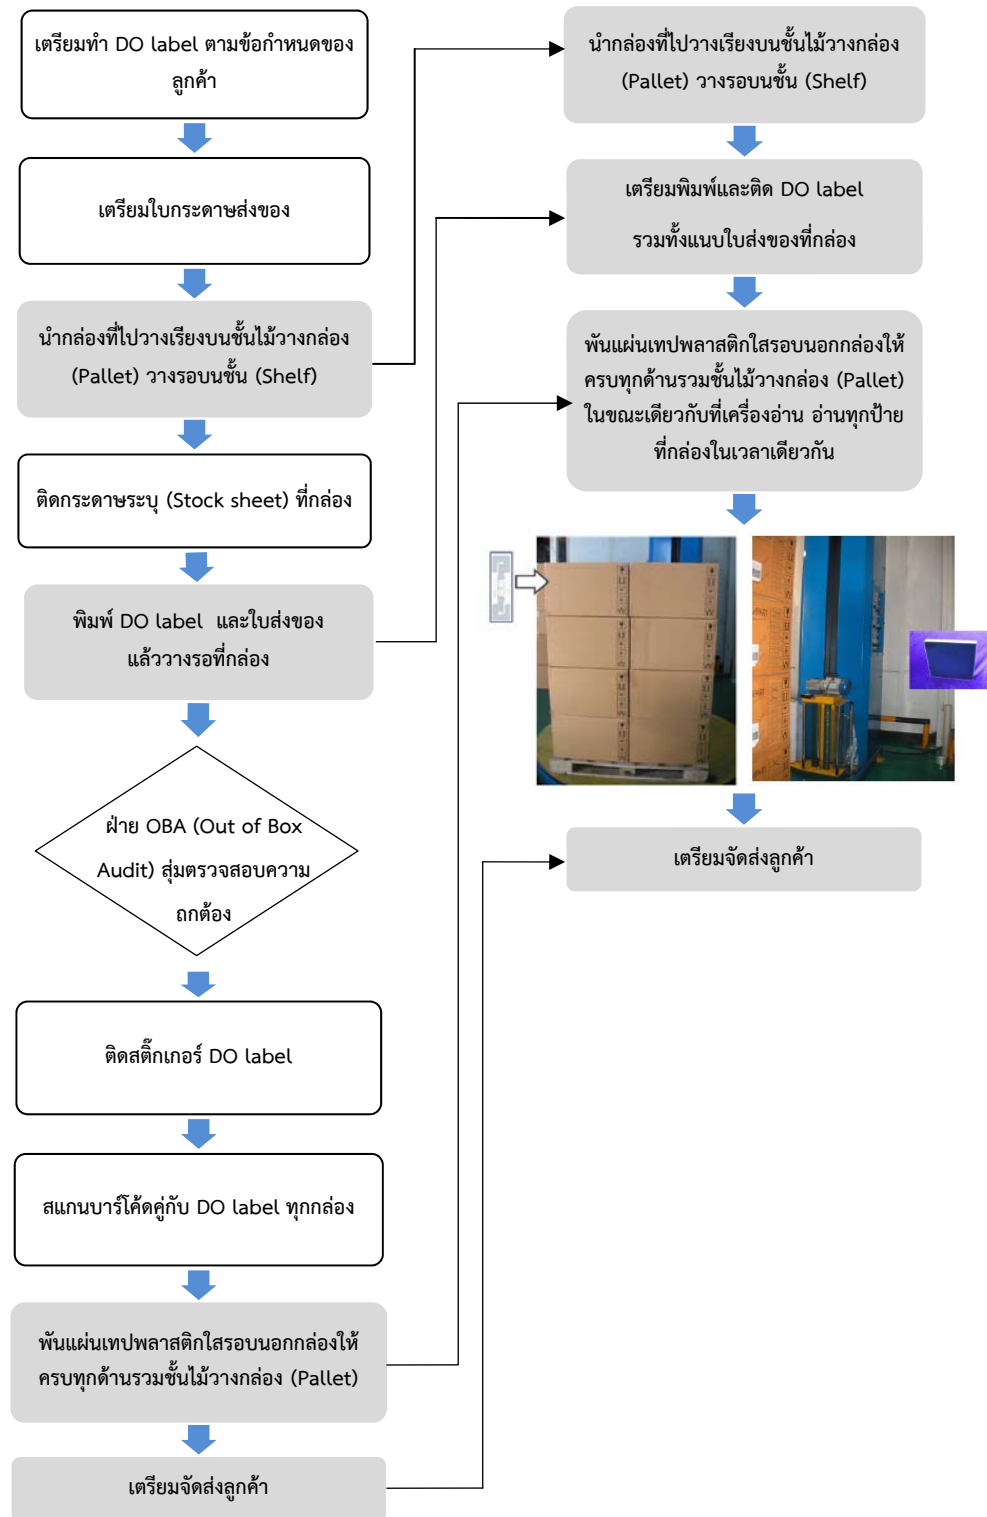 เตรียมทำ DO label ตามข้อกำหนดของ
ลูกค้า
เตรียมใบกระดาษส่งของ
นำกล่องที่ไปวางเรียงบนชั้นไม้วางกล่อง
(Pallet) วางรอบนชั้น (Shelf)
ติดกระดาษระบุ (Stock sheet) ที่กล่อง
พิมพ์ DO label และใบส่งของ
แล้ววางรอที่กล่อง
ฝ่าย OBA (Out of Box
Audit) สุ่มตรวจสอบความ
ถูกต้อง
ติดสติ๊กเกอร์ DO label
สแกนบาร์โค้ดคู่กับ DO label ทุกกล่อง
พันแผ่นเทปพลาสติกใสรอบนอกกล่องให้
ครบทุกด้านรวมชั้นไม้วางกล่อง (Pallet)
เตรียมจัดส่งลูกค้า
นำกล่องที่ไปวางเรียงบนชั้นไม้วางกล่อง
(Pallet) วางรอบนชั้น (Shelf)
เตรียมพิมพ์และติด DO label
รวมทั้งแนบใบส่งของที่กล่อง
พันแผ่นเทปพลาสติกใสรอบนอกกล่องให้
ครบทุกด้านรวมชั้นไม้วางกล่อง (Pallet)
ในขณะเดียวกับที่เครื่องอ่าน อ่านทุกป้าย
ที่กล่องในเวลาเดียวกัน
เตรียมจัดส่งลูกค้า